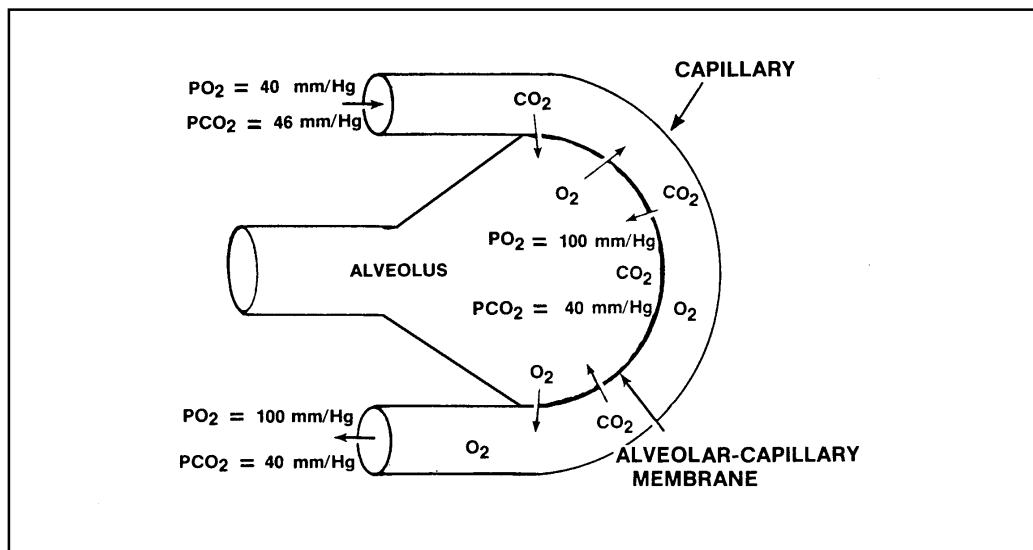 PO2 = 40 mm/Hg
PCO2 = 46 mm/Hg
CAPILLARY
CO2
O2
CO2
PO2 = 100 mm/Hg
ALVEOLUS
CO2
PCO2 = 40 mm/Hg
O2
O2
PO2 = 100 mm/Hg
PCO2 = 40 mm/Hg
O2
CO2
ALVEOLAR-CAPILLARY
MEMBRANE